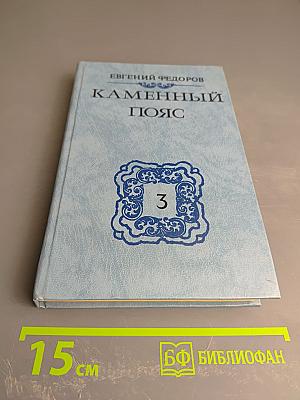 ЕВГЕНИЙ ФЕДОРОВ
КАМЕННЫЙ
ПОЯС
3
15 см
БФ БИБЛИОФАН